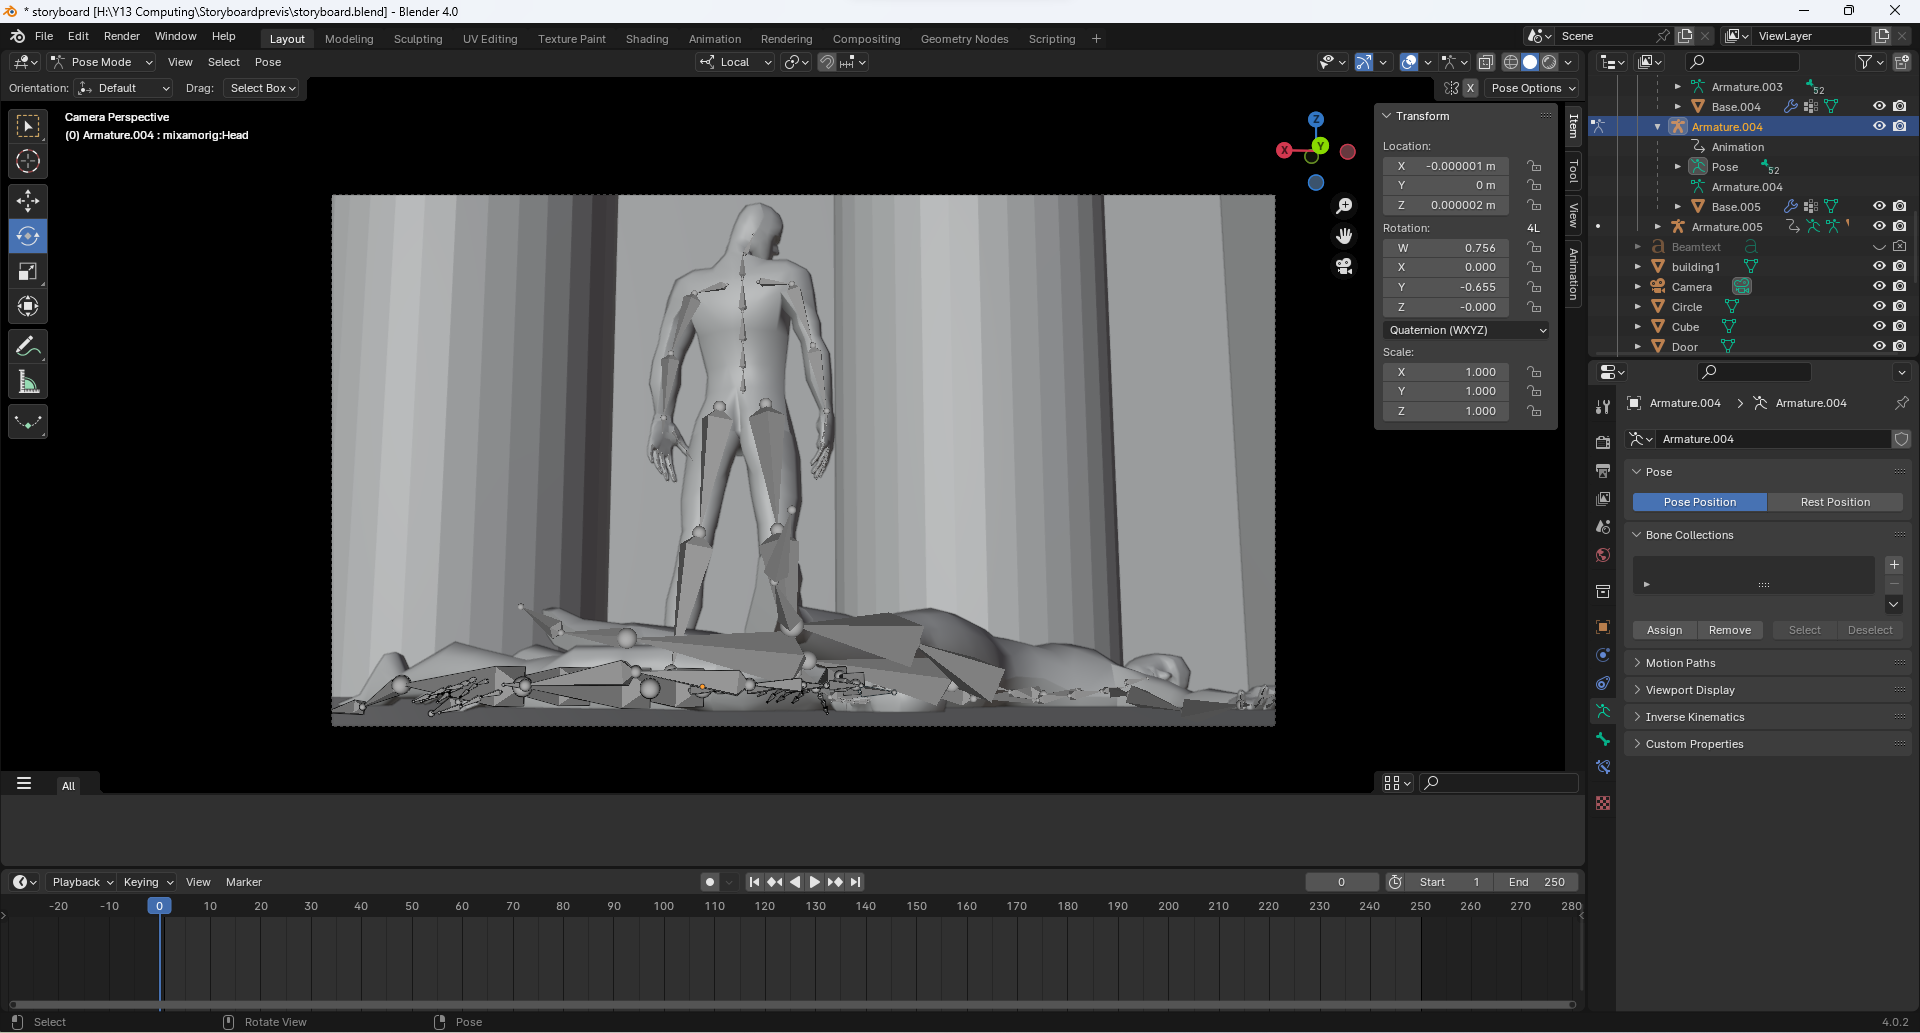 * storyboard [H:\Y13 Computing\Storyboardprevis\storyboard.blend] - Blender 4.0
File Edit Render Window Help
Layout Modeling Sculpting UV Editing Texture Paint Shading Animation Rendering Compositing Geometry Nodes Scripting +
Scene
ViewLayer
Pose Mode View Select Pose
Local
Orientation: Default Drag: Select Box
X Pose Options
Camera Perspective
(0) Armature.004 : mixamorig:Head
Z
X
Y
Transform
Location:
X -0.000001 m
Y 0 m
Z 0.000002 m
Rotation: 4L
W 0.756
X 0.000
Y -0.655
Z -0.000
Quaternion (WXYZ)
Scale:
X 1.000
Y 1.000
Z 1.000
Item
Tool
View
Animation
Armature.003 52
Base.004
Armature.004
Animation
Pose 52
Armature.004
Base.005
Armature.005
Beamtext
building1
Camera
Circle
Cube
Door
Armature.004 > Armature.004
Armature.004
Pose
Pose Position Rest Position
Bone Collections
Assign Remove Select Deselect
Motion Paths
Viewport Display
Inverse Kinematics
Custom Properties
All
Playback Keying View Marker
0 Start 1 End 250
-20 -10 0 10 20 30 40 50 60 70 80 90 100 110 120 130 140 150 160 170 180 190 200 210 220 230 240 250 260 270 280
Select Rotate View Pose
4.0.2